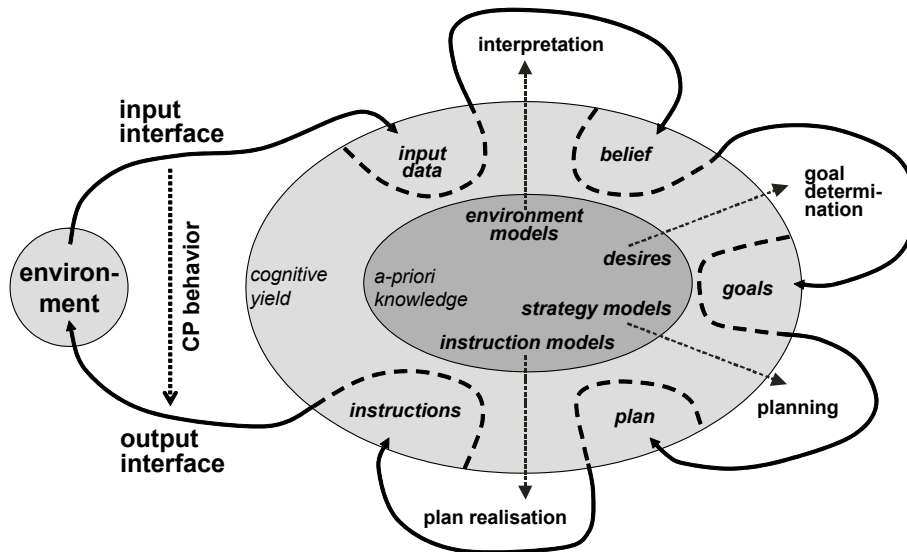 interpretation
input
interface
input
data
belief
goal
determi-
nation
environment
models
desires
environ-
ment
CP behavior
cognitive
yield
a-priori
knowledge
goals
strategy models
instruction models
instructions
plan
planning
output
interface
plan realisation